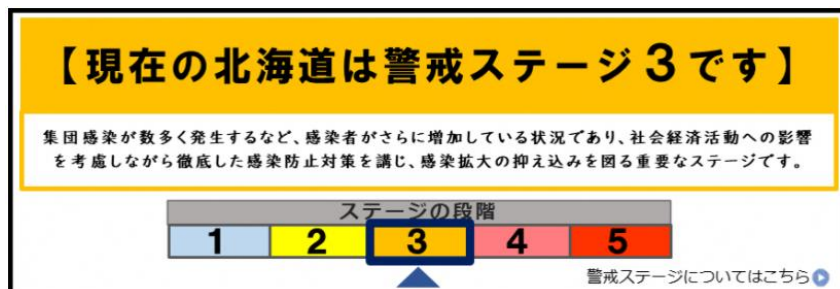 【現在の北海道は警戒ステージ3です】
集団感染が数多く発生するなど、感染者がさらに増加している状況であり、社会経済活動への影響
を考慮しながら徹底した感染防止対策を講じ、感染拡大の抑え込みを図る重要なステージです。
ステージの段階
1 2 3 4 5
警戒ステージについてはこちら